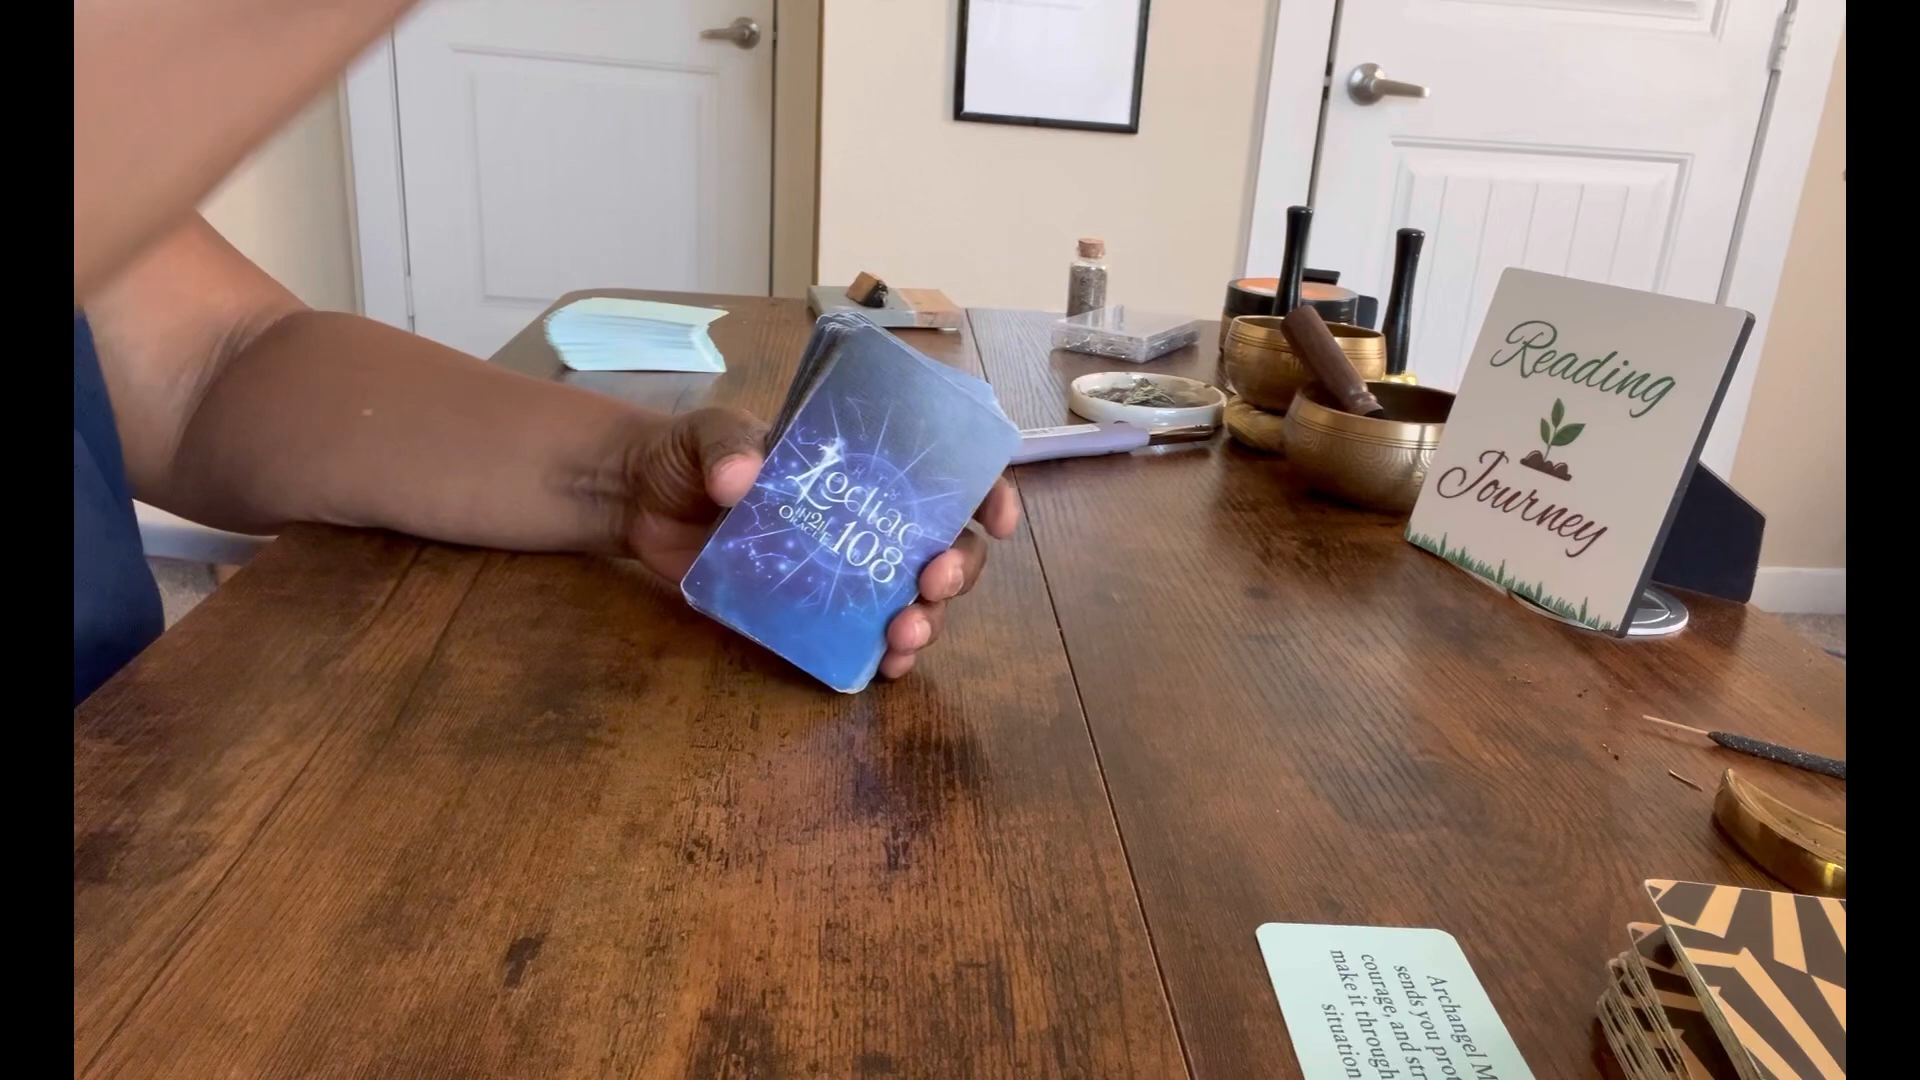 Zodiac
IN2IT
ORACLE 108
Reading
Journey
Archangel M
sends you prot
courage, and str
make it through
situation